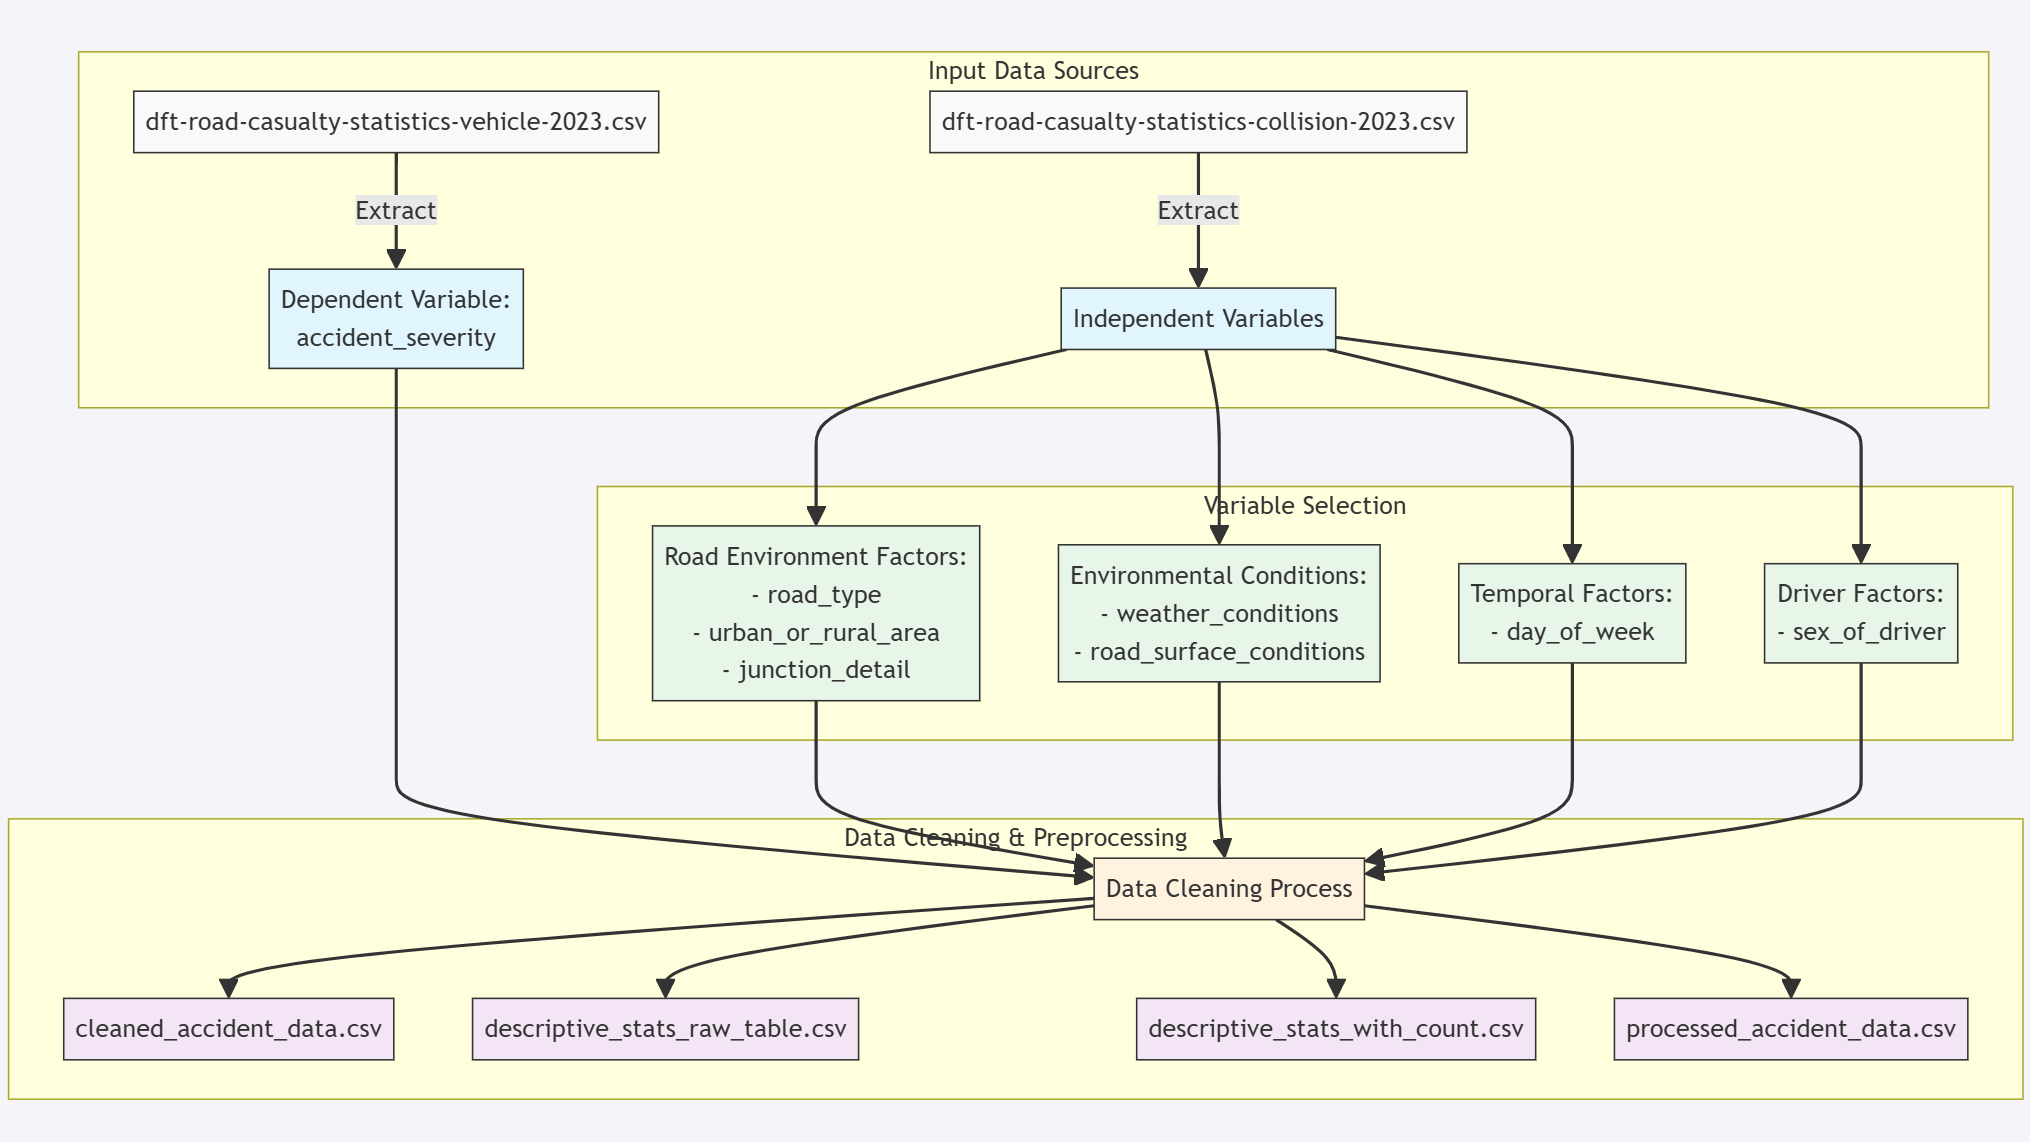 Input Data Sources
dft-road-casualty-statistics-vehicle-2023.csv
dft-road-casualty-statistics-collision-2023.csv
Extract
Extract
Dependent Variable:
accident_severity
Independent Variables
Variable Selection
Road Environment Factors:
- road_type
- urban_or_rural_area
- junction_detail
Environmental Conditions:
- weather_conditions
- road_surface_conditions
Temporal Factors:
- day_of_week
Driver Factors:
- sex_of_driver
Data Cleaning & Preprocessing
Data Cleaning Process
cleaned_accident_data.csv
descriptive_stats_raw_table.csv
descriptive_stats_with_count.csv
processed_accident_data.csv